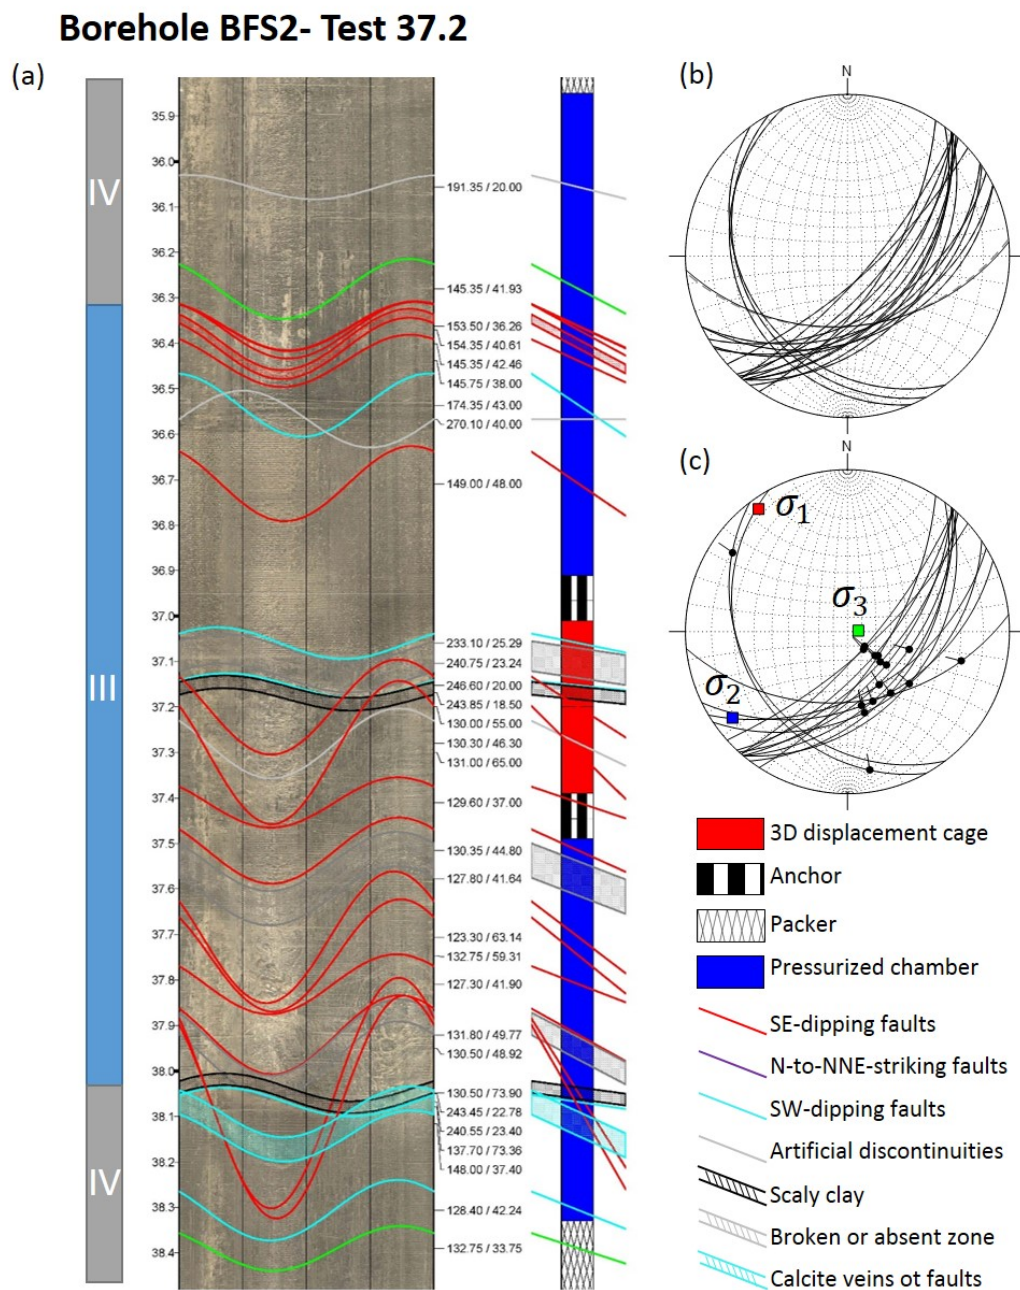 Borehole BFS2- Test 37.2
(a)
(b)
N
IV
III
IV
35.9
36.0
36.1
36.2
36.3
36.4
36.5
36.6
36.7
36.8
36.9
37.0
37.1
37.2
37.3
37.4
37.5
37.6
37.7
37.8
37.9
38.0
38.1
38.2
38.3
38.4
191.35 / 20.00
145.35 / 41.93
153.50 / 36.26
154.35 / 40.61
145.35 / 42.46
145.75 / 38.00
174.35 / 43.00
270.10 / 40.00
149.00 / 48.00
233.10 / 25.29
240.75 / 23.24
246.60 / 20.00
243.85 / 18.50
130.00 / 55.00
130.30 / 46.30
131.00 / 65.00
129.60 / 37.00
130.35 / 44.80
127.80 / 41.64
123.30 / 63.14
132.75 / 59.31
127.30 / 41.90
131.80 / 49.77
130.50 / 48.92
130.50 / 73.90
243.45 / 22.78
240.55 / 23.40
137.70 / 73.36
148.00 / 37.40
128.40 / 42.24
132.75 / 33.75
(c)
N
σ1
σ3
σ2
3D displacement cage
Anchor
Packer
Pressurized chamber
SE-dipping faults
N-to-NNE-striking faults
SW-dipping faults
Artificial discontinuities
Scaly clay
Broken or absent zone
Calcite veins ot faults